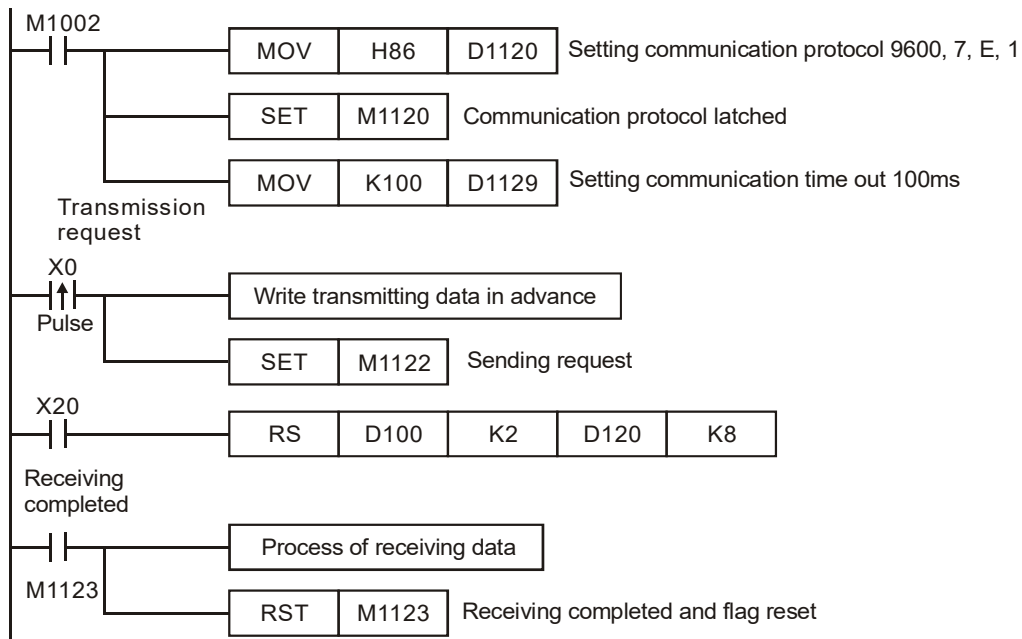 M1002
MOV H86 D1120 Setting communication protocol 9600, 7, E, 1
SET M1120 Communication protocol latched
MOV K100 D1129 Setting communication time out 100ms
Transmission
request
X0
Pulse
Write transmitting data in advance
SET M1122 Sending request
X20
RS D100 K2 D120 K8
Receiving
completed
Process of receiving data
M1123
RST M1123 Receiving completed and flag reset